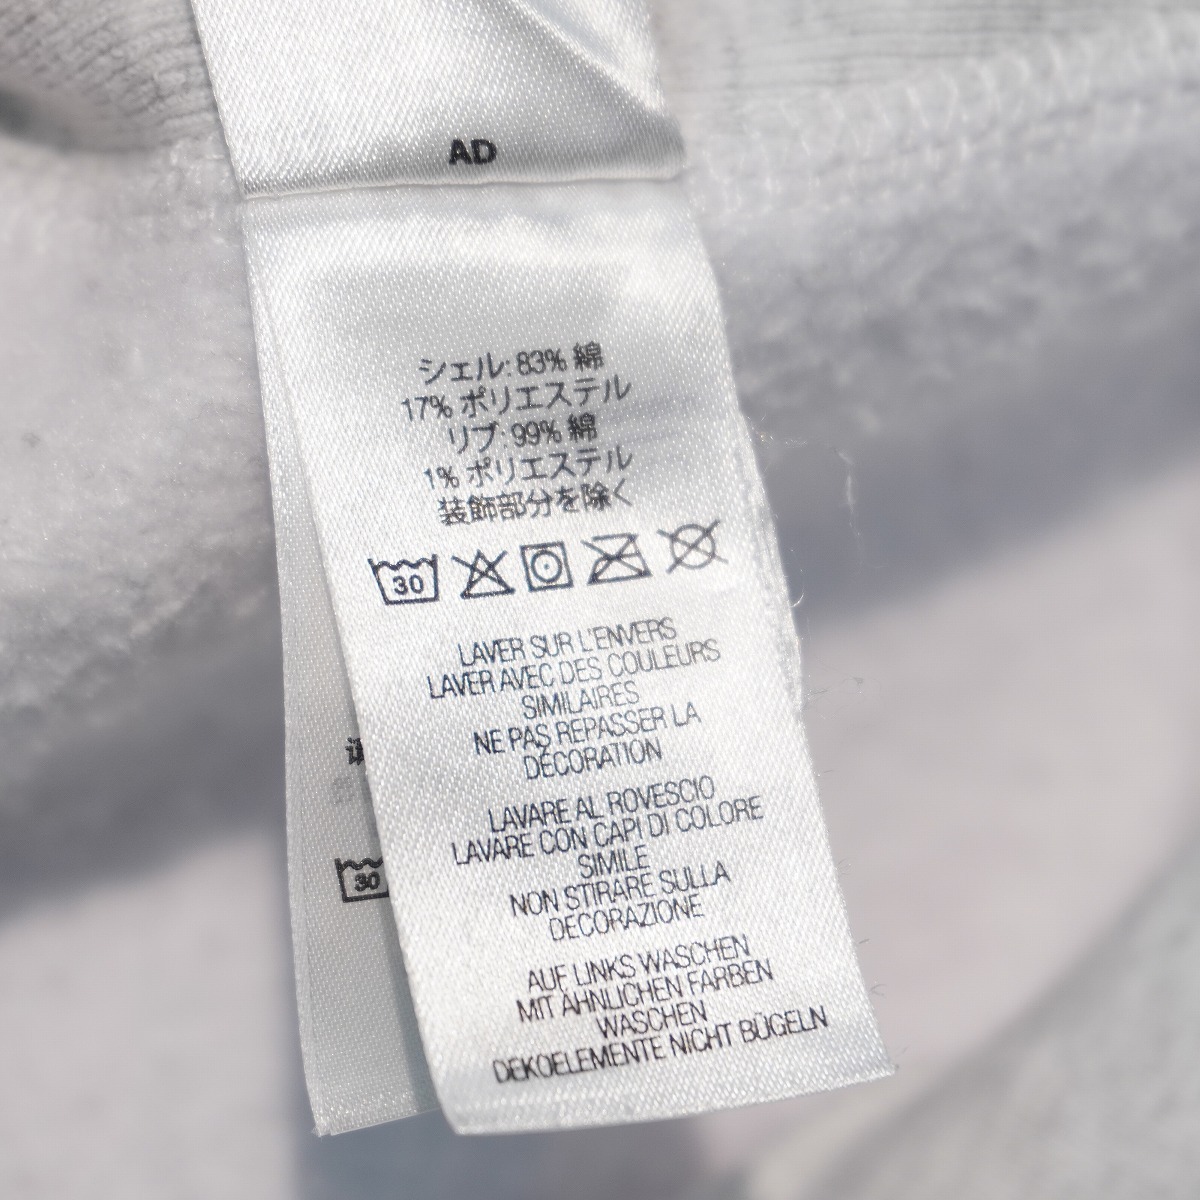 AD
シェル: 83% 綿
17% ポリエステル
リブ: 99% 綿
1% ポリエステル
装飾部分を除く
30
LAVER SUR L'ENVERS
LAVER AVEC DES COULEURS
SIMILAIRES
NE PAS REPASSER LA
DÉCORATION
LAVARE AL ROVESCIO
LAVARE CON CAPI DI COLORE
SIMILE
NON STIRARE SULLA
DECORAZIONE
AUF LINKS WASCHEN
MIT ÄHNLICHEN FARBEN
WASCHEN
DEKOELEMENTE NICHT BÜGELN
30